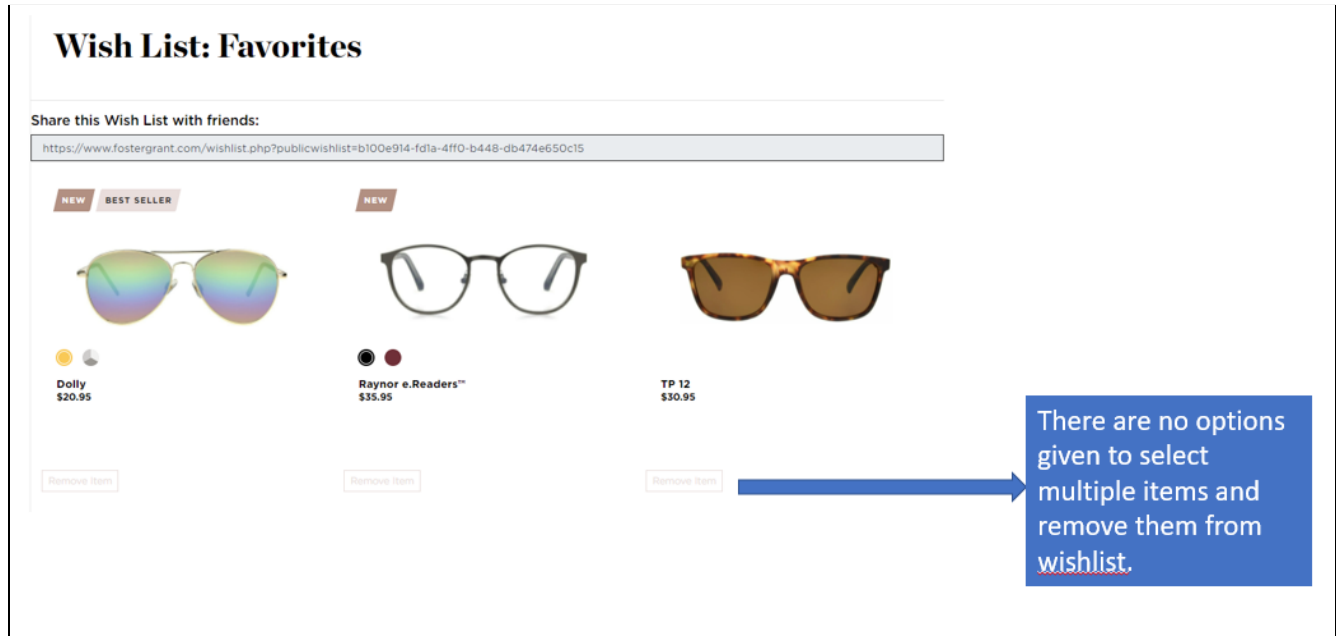 Wish List: Favorites
Share this Wish List with friends:
https://www.fostergrant.com/wishlist.php?publicwishlist=b100e914-fd1a-4ff0-b448-db474e650c15
NEW BEST SELLER
NEW
Dolly
$20.95
Raynor e.Readers™
$35.95
TP 12
$30.95
Remove Item
Remove Item
Remove Item
There are no options
given to select
multiple items and
remove them from
wishlist.